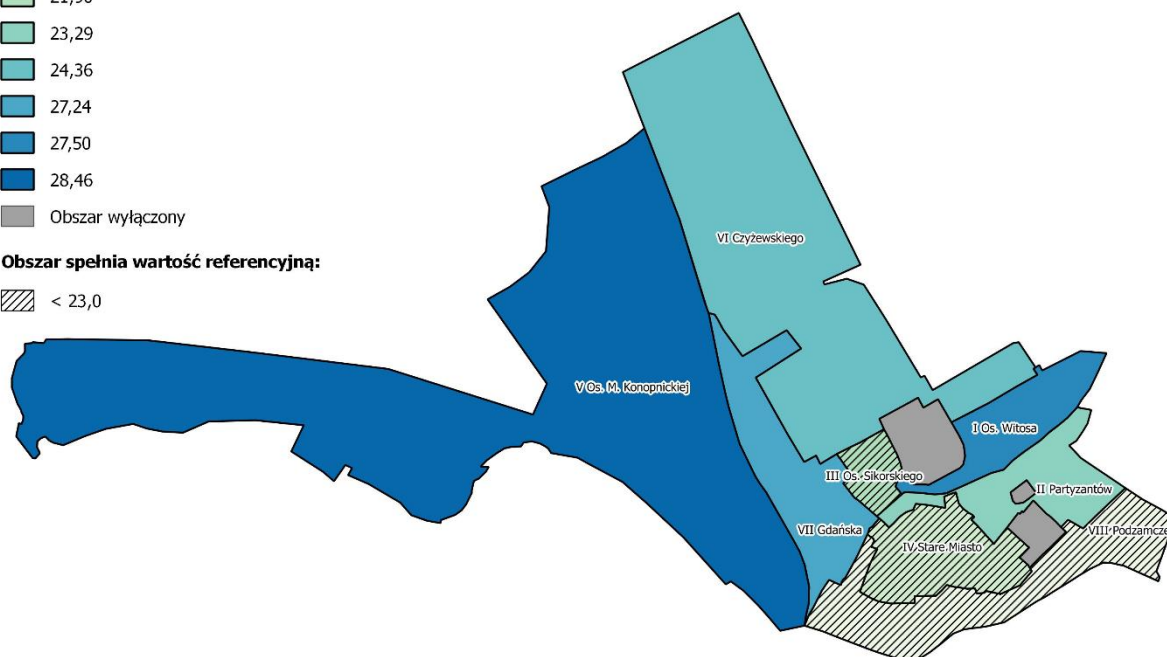 23,29
24,36
27,24
27,50
28,46
Obszar wyłączony
Obszar spełnia wartość referencyjną:
< 23,0
VI Czyżewskiego
V Os. M. Konopnickiej
I Os. Witosa
III Os. Sikorskiego
II Partyzantów
VII Gdańska
VIII Podzamcze
IV Stare Miasto